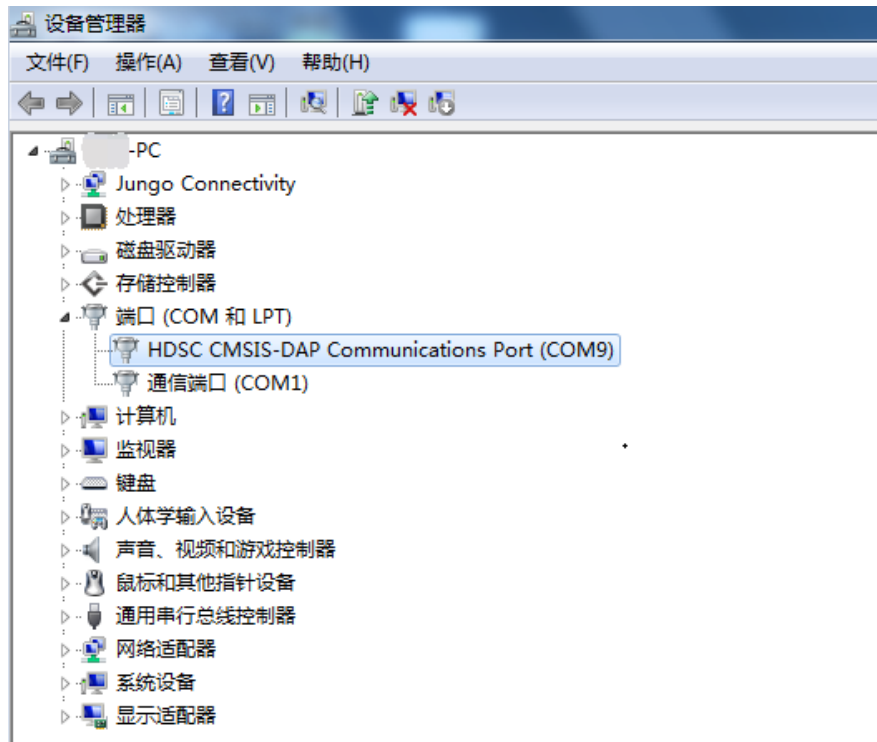 设备管理器
文件(F) 操作(A) 查看(V) 帮助(H)
-PC
Jungo Connectivity
处理器
磁盘驱动器
存储控制器
端口 (COM 和 LPT)
HDSC CMSIS-DAP Communications Port (COM9)
通信端口 (COM1)
计算机
监视器
键盘
人体学输入设备
声音、视频和游戏控制器
鼠标和其他指针设备
通用串行总线控制器
网络适配器
系统设备
显示适配器